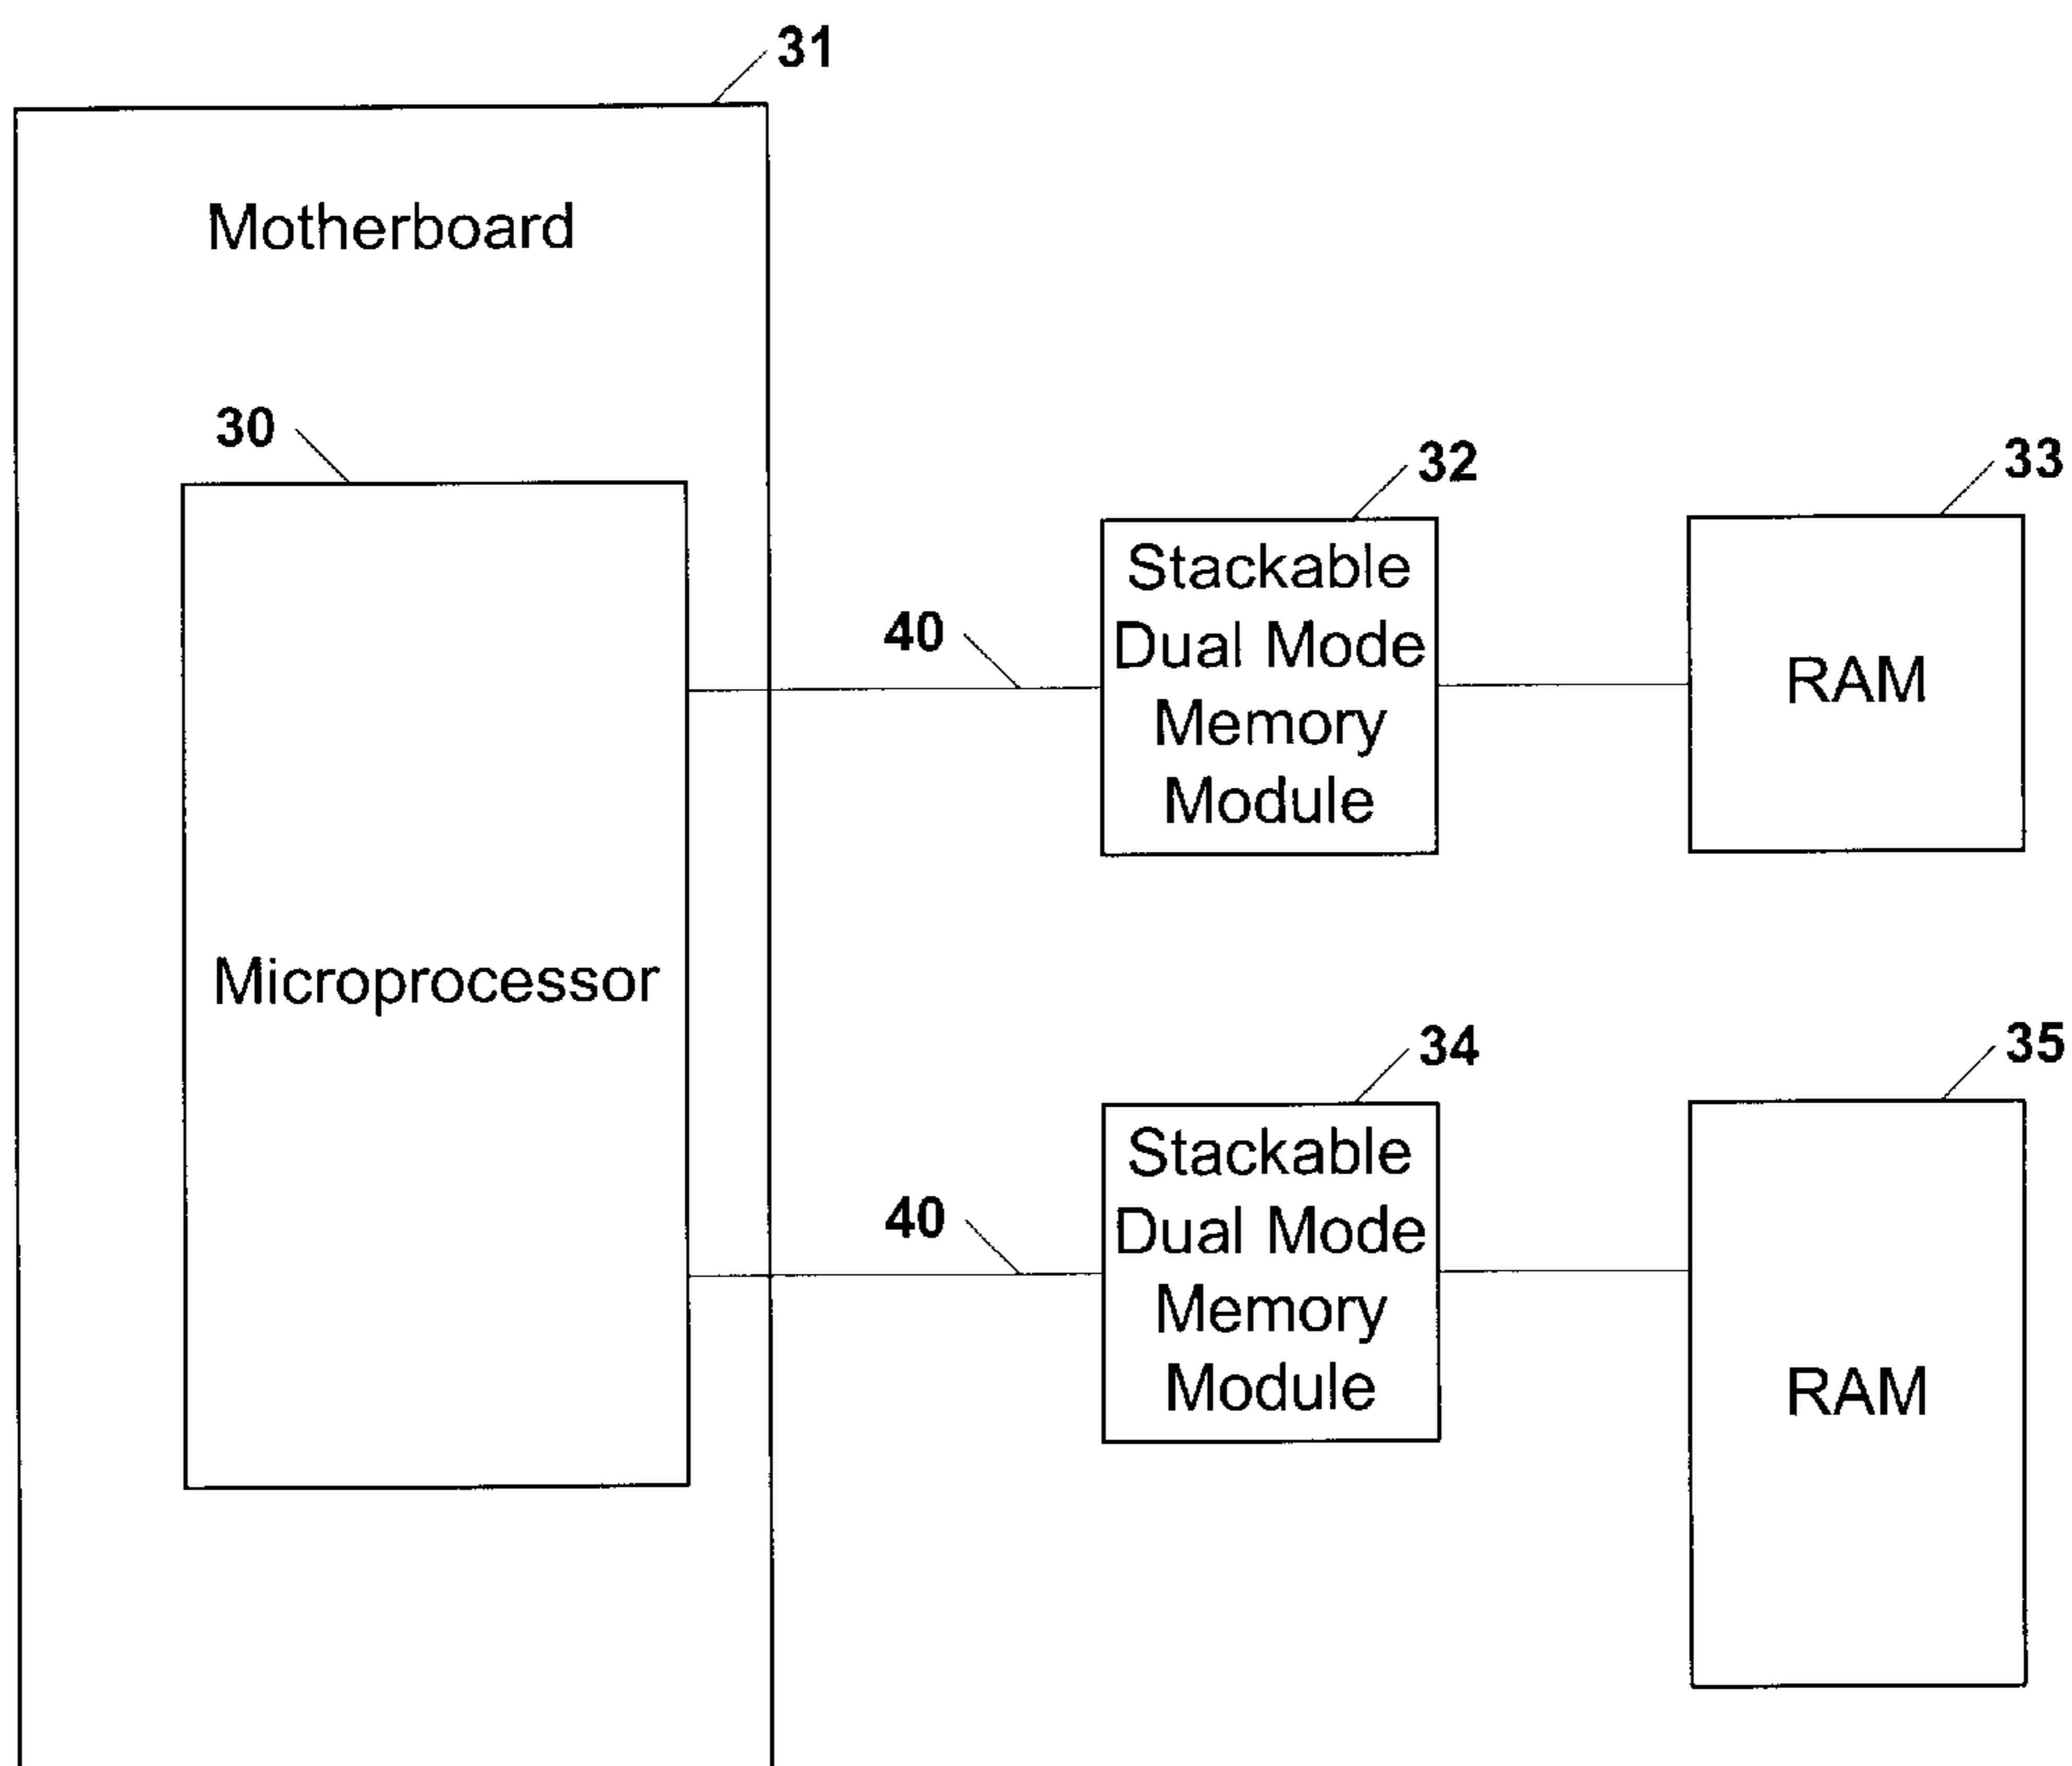 31
Motherboard
30
32
33
Stackable
Dual Mode
Memory
Module
40
RAM
Microprocessor
34
35
Stackable
Dual Mode
Memory
Module
40
RAM